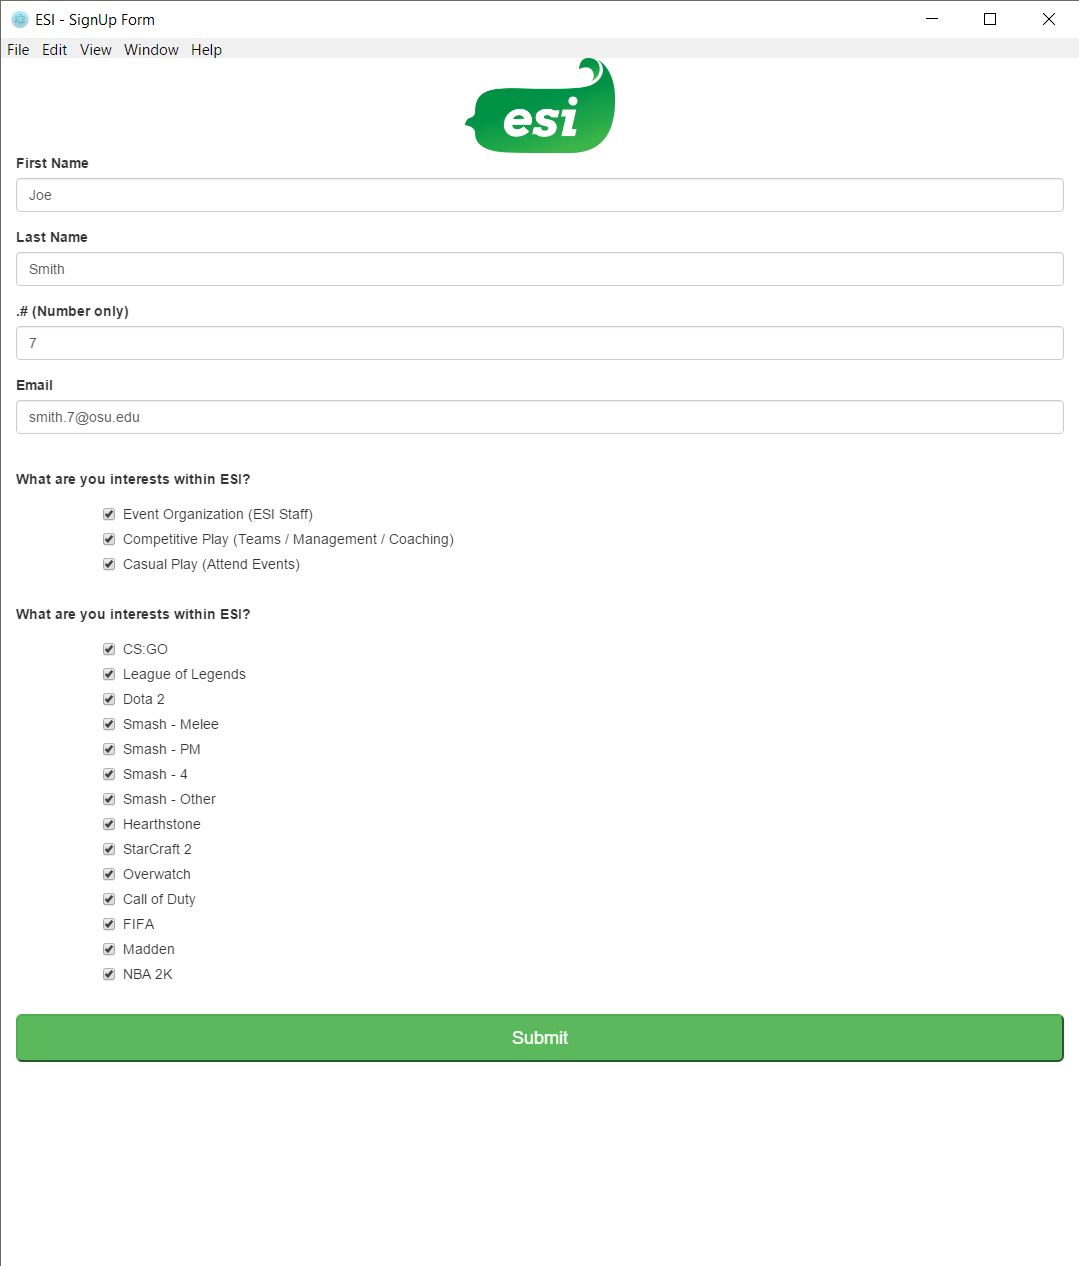 ESI - SignUp Form
File Edit View Window Help
esi
First Name
Joe
Last Name
Smith
.# (Number only)
7
Email
smith.7@osu.edu
What are you interests within ESI?
Event Organization (ESI Staff)
Competitive Play (Teams / Management / Coaching)
Casual Play (Attend Events)
What are you interests within ESI?
CS:GO
League of Legends
Dota 2
Smash - Melee
Smash - PM
Smash - 4
Smash - Other
Hearthstone
StarCraft 2
Overwatch
Call of Duty
FIFA
Madden
NBA 2K
Submit